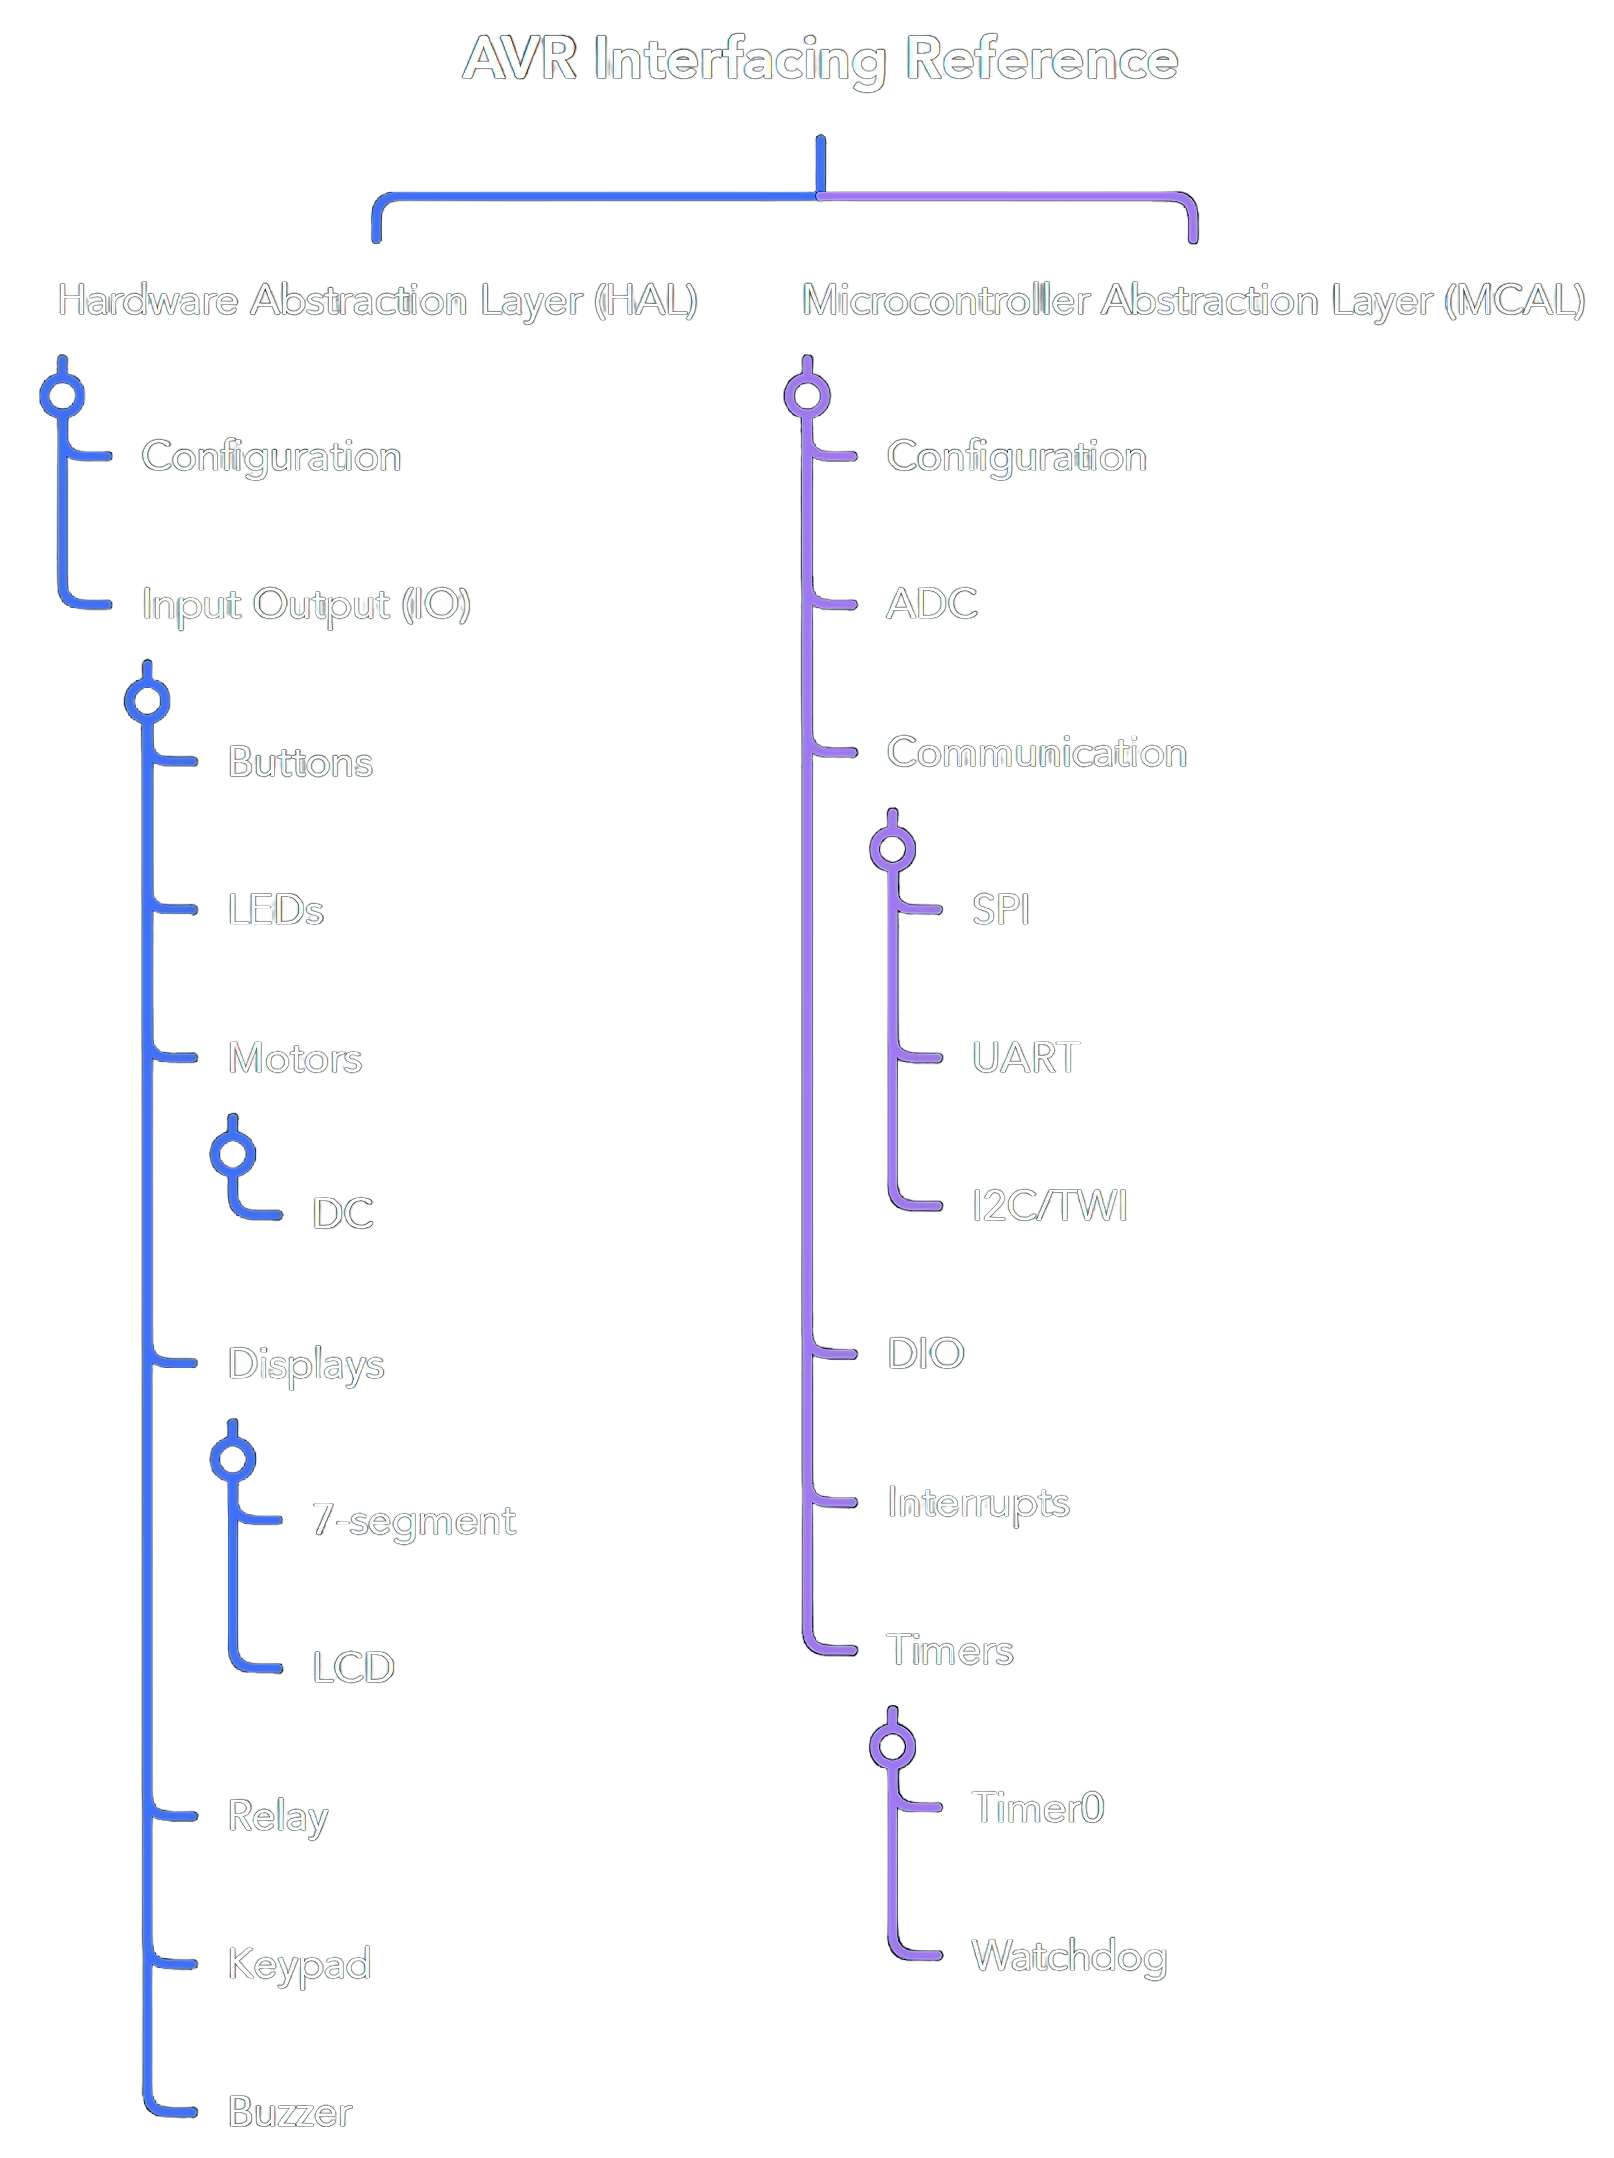 AVR Interfacing Reference
Hardware Abstraction Layer (HAL)
Configuration
Input Output (IO)
Buttons
LEDs
Motors
DC
Displays
7-segment
LCD
Relay
Keypad
Buzzer
Microcontroller Abstraction Layer (MCAL)
Configuration
ADC
Communication
SPI
UART
I2C/TWI
DIO
Interrupts
Timers
Timer0
Watchdog